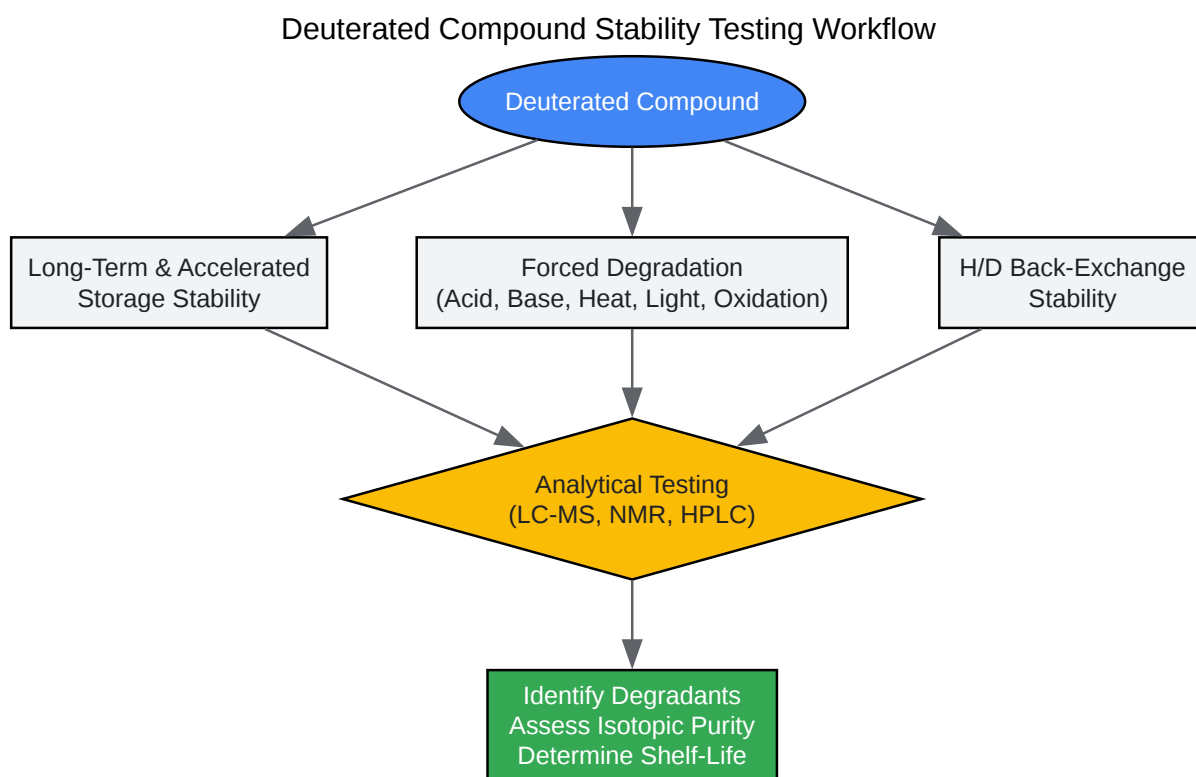 Deuterated Compound Stability Testing Workflow
Deuterated Compound
Long-Term & Accelerated
Storage Stability
Forced Degradation
(Acid, Base, Heat, Light, Oxidation)
H/D Back-Exchange
Stability
Analytical Testing
(LC-MS, NMR, HPLC)
Identify Degradants
Assess Isotopic Purity
Determine Shelf-Life